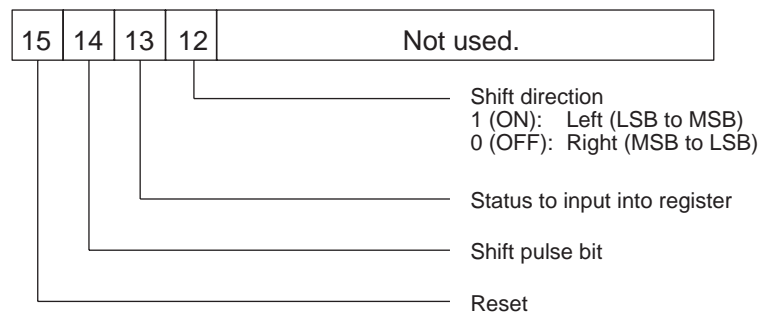 15 14 13 12 Not used.
Shift direction
1 (ON): Left (LSB to MSB)
0 (OFF): Right (MSB to LSB)
Status to input into register
Shift pulse bit
Reset